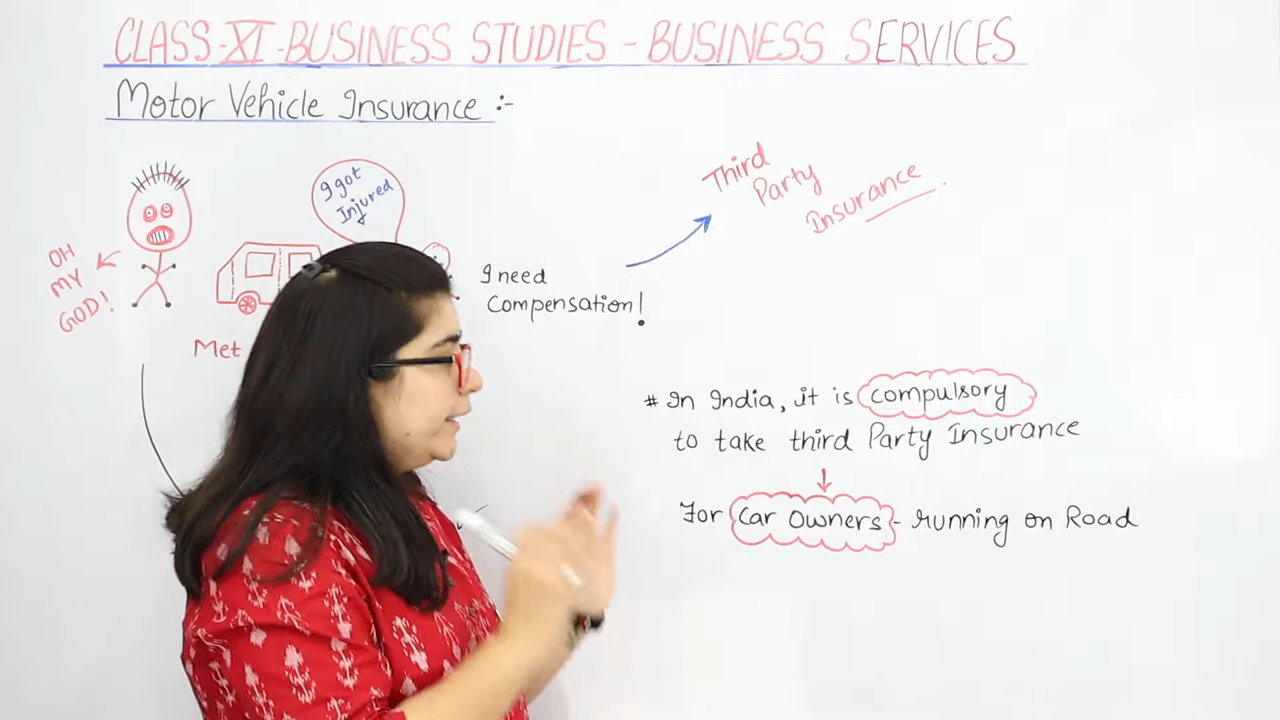 CLASS-XI-BUSINESS STUDIES - BUSINESS SERVICES
Motor Vehicle Insurance :-
I got
Injured
OH
MY
GOD!
Met
I need
Compensation!
Third
Party
Insurance
# In India, it is compulsory
to take third Party Insurance
For Car Owners - running on Road